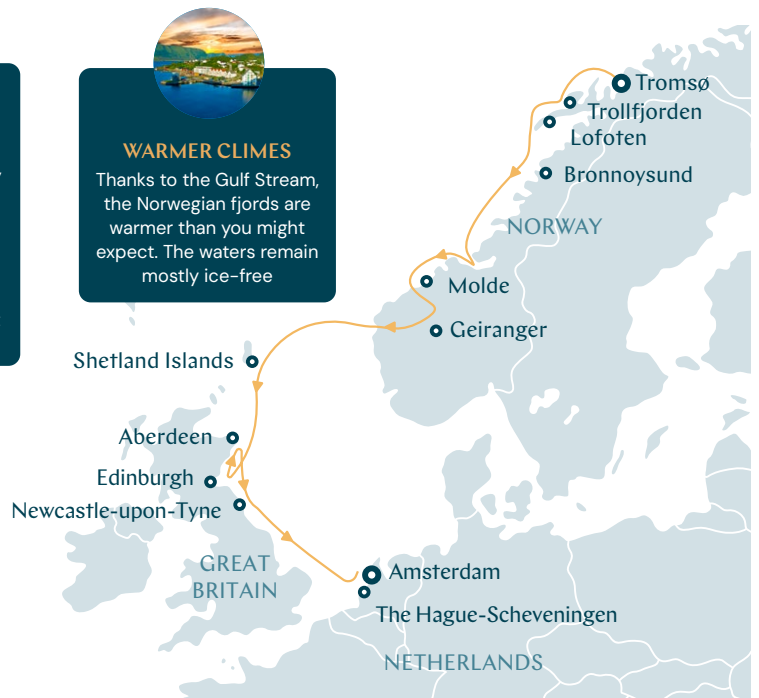 WARMER CLIMES
Thanks to the Gulf Stream,
the Norwegian fjords are
warmer than you might
expect. The waters remain
mostly ice-free
Tromsø
Trollfjorden
Lofoten
Bronnoysund
NORWAY
Molde
Geiranger
Shetland Islands
Aberdeen
Edinburgh
Newcastle-upon-Tyne
GREAT
BRITAIN
Amsterdam
The Hague-Scheveningen
NETHERLANDS